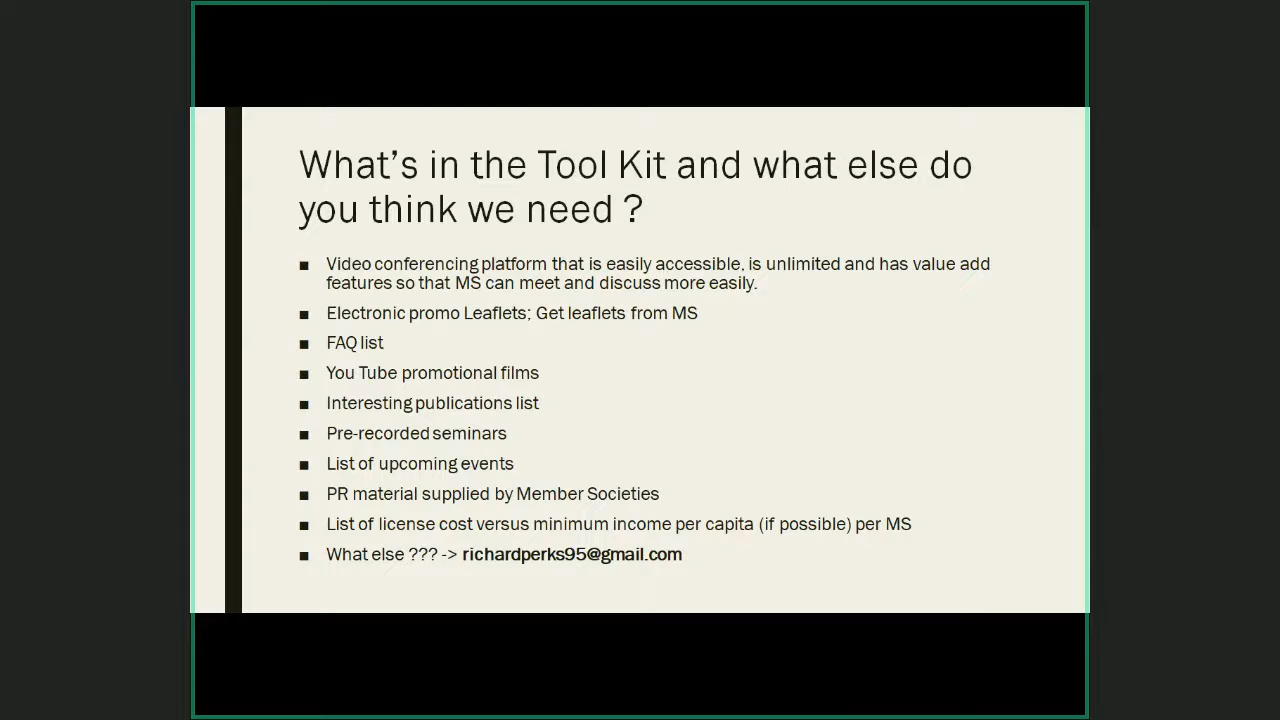 What's in the Tool Kit and what else do
you think we need ?
■ Video conferencing platform that is easily accessible, is unlimited and has value add
features so that MS can meet and discuss more easily.
■ Electronic promo Leaflets; Get leaflets from MS
■ FAQ list
■ You Tube promotional films
■ Interesting publications list
■ Pre-recorded seminars
■ List of upcoming events
■ PR material supplied by Member Societies
■ List of license cost versus minimum income per capita (if possible) per MS
■ What else ??? -> richardperks95@gmail.com